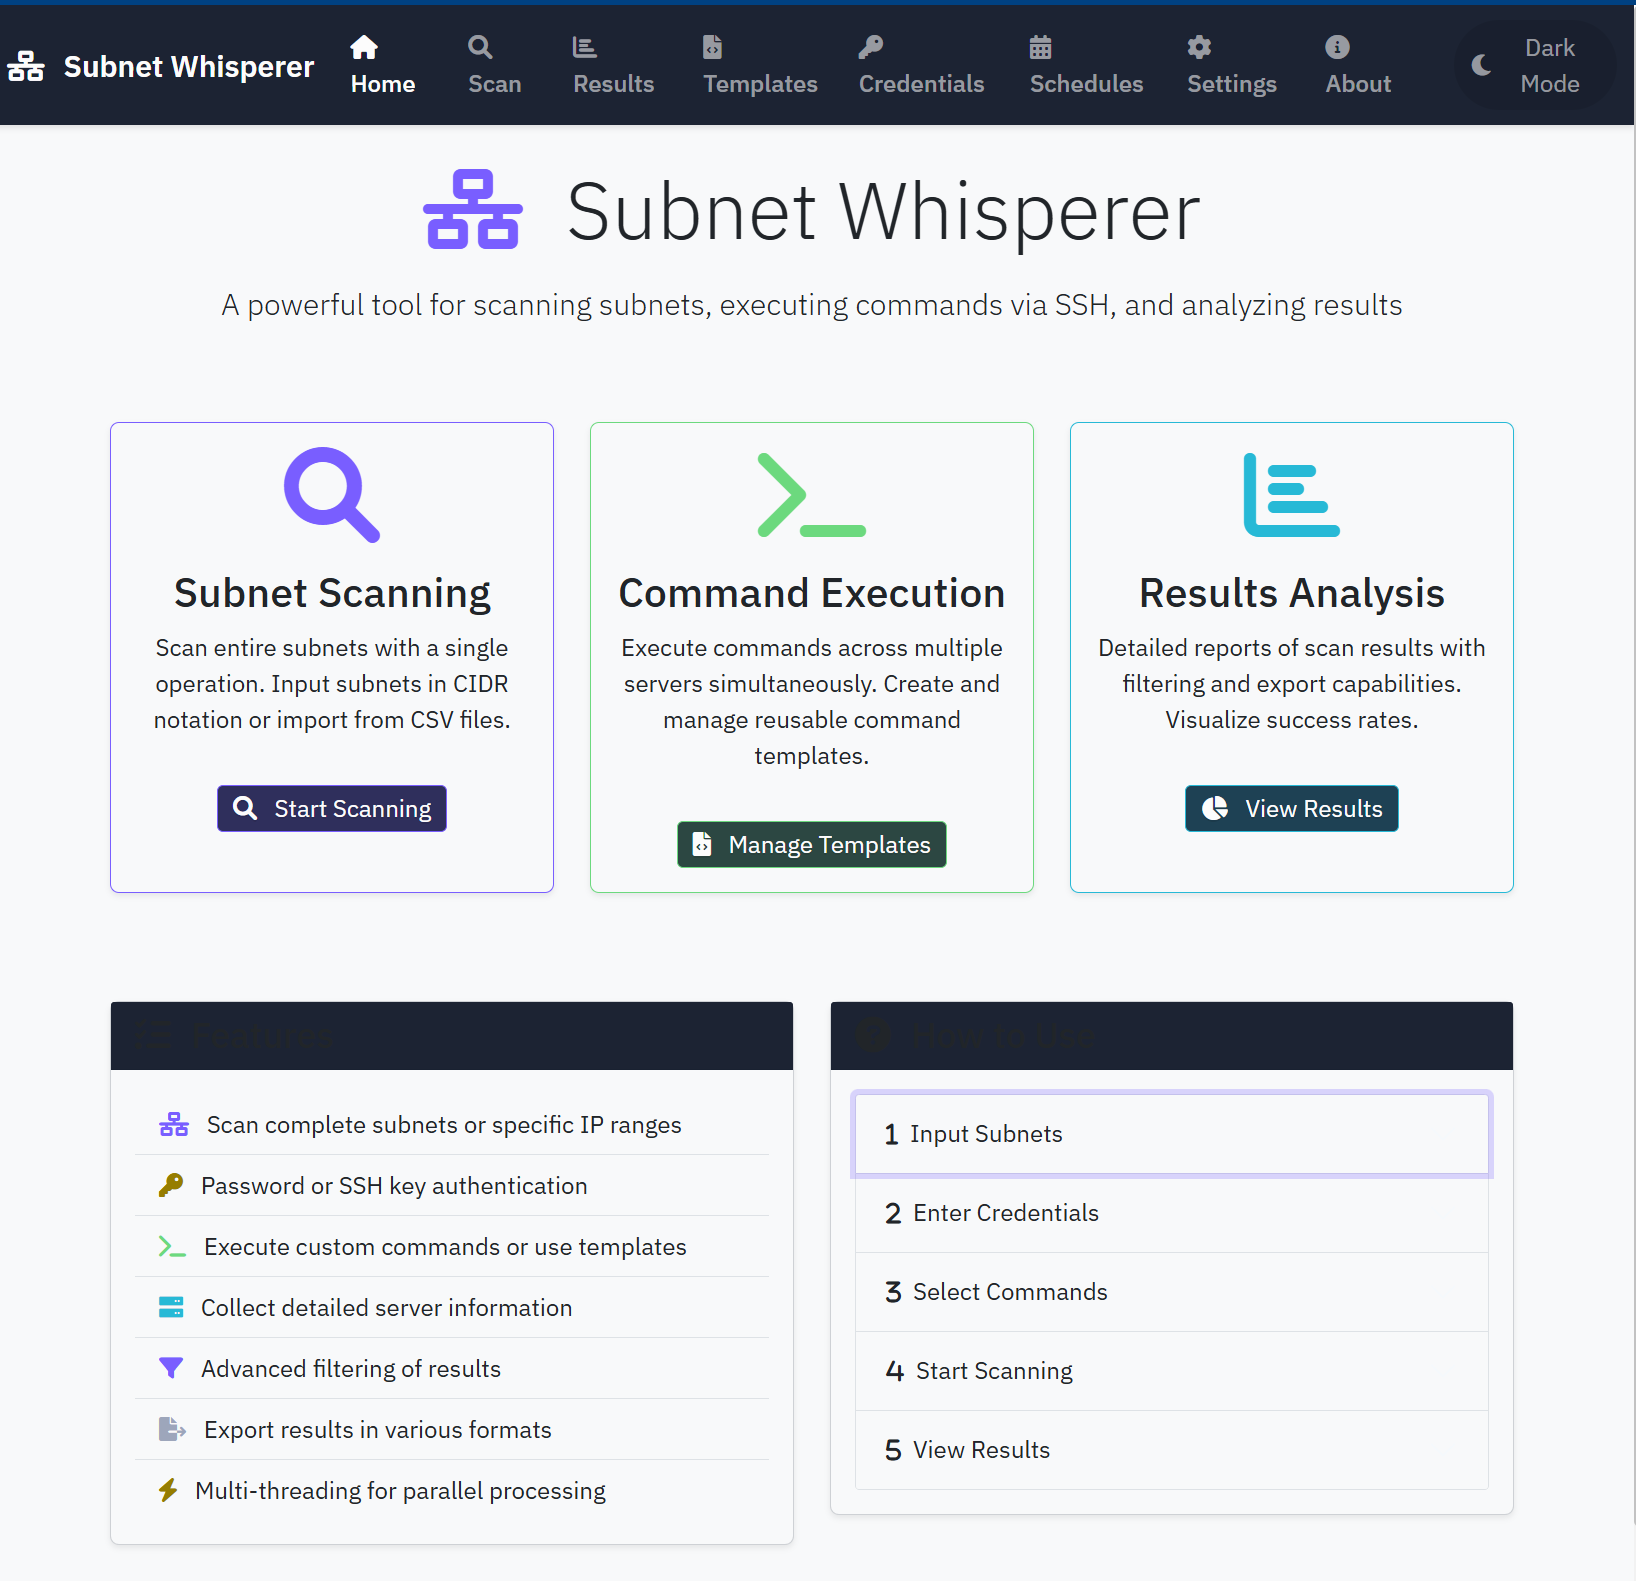 Subnet Whisperer
Home
Scan
Results
Templates
Credentials
Schedules
Settings
About
Dark
Mode
Subnet Whisperer
A powerful tool for scanning subnets, executing commands via SSH, and analyzing results
Subnet Scanning
Scan entire subnets with a single
operation. Input subnets in CIDR
notation or import from CSV files.
Start Scanning
Command Execution
Execute commands across multiple
servers simultaneously. Create and
manage reusable command
templates.
Manage Templates
Results Analysis
Detailed reports of scan results with
filtering and export capabilities.
Visualize success rates.
View Results
Features
Scan complete subnets or specific IP ranges
Password or SSH key authentication
Execute custom commands or use templates
Collect detailed server information
Advanced filtering of results
Export results in various formats
Multi-threading for parallel processing
How to Use
1 Input Subnets
2 Enter Credentials
3 Select Commands
4 Start Scanning
5 View Results